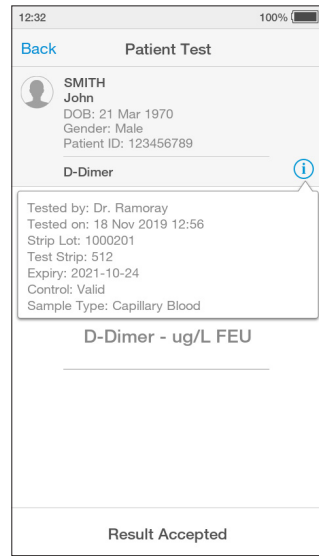 12:32 100%
Back Patient Test
SMITH
John
DOB: 21 Mar 1970
Gender: Male
Patient ID: 123456789
D-Dimer i
Tested by: Dr. Ramoray
Tested on: 18 Nov 2019 12:56
Strip Lot: 1000201
Test Strip: 512
Expiry: 2021-10-24
Control: Valid
Sample Type: Capillary Blood
D-Dimer - ug/L FEU
Result Accepted